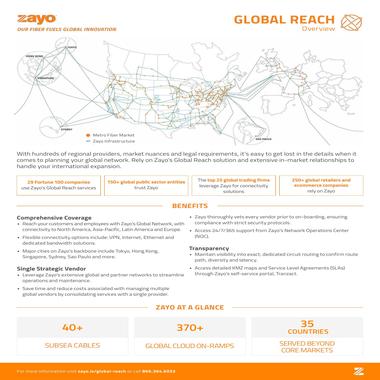 zayo
OUR FIBER FUELS GLOBAL INNOVATION
GLOBAL REACH
Overview
Metro Fiber Market
Zayo Infrastructure
With hundreds of regional providers, market nuances and legal requirements, it's easy to get lost in the details when it
comes to planning your global network. Rely on Zayo's Global Reach solution and extensive in-market relationships to
handle your international expansion.
29 Fortune 100 companies
use Zayo's Global Reach services
150+ global public sector entities
trust Zayo
The top 20 global trading firms
leverage Zayo for connectivity
solutions
250+ global retailers and
ecommerce companies
rely on Zayo
BENEFITS
Comprehensive Coverage
• Reach your customers and employees with Zayo's Global Network, with
connectivity to North America, Asia-Pacific, Latin America and Europe
• Flexible connectivity options include: VPN, Internet, Ethernet and
dedicated bandwidth solutions.
• Major cities on Zayo's backbone include Tokyo, Hong Kong,
Singapore, Sydney, Sao Paulo and more.
Single Strategic Vendor
• Leverage Zayo's extensive global and partner networks to streamline
operations and maintenance.
• Save time and reduce costs associated with managing multiple
global vendors by consolidating services with a single provider.
• Zayo thoroughly vets every vendor prior to on-boarding, ensuring
compliance with strict security protocols.
• Access 24/7/365 support from Zayo's Network Operations Center
(NOC).
Transparency
• Maintain visibility into exact, dedicated circuit routing to confirm route
path, diversity and latency.
• Access detailed KMZ maps and Service Level Agreements (SLAs)
through Zayo's self-service portal, Tranzact.
ZAYO AT A GLANCE
40+
SUBSEA CABLES
370+
GLOBAL CLOUD ON-RAMPS
35
COUNTRIES
SERVED BEYOND
CORE MARKETS
For more information visit zayo.io/global-reach or call 866.364.6033